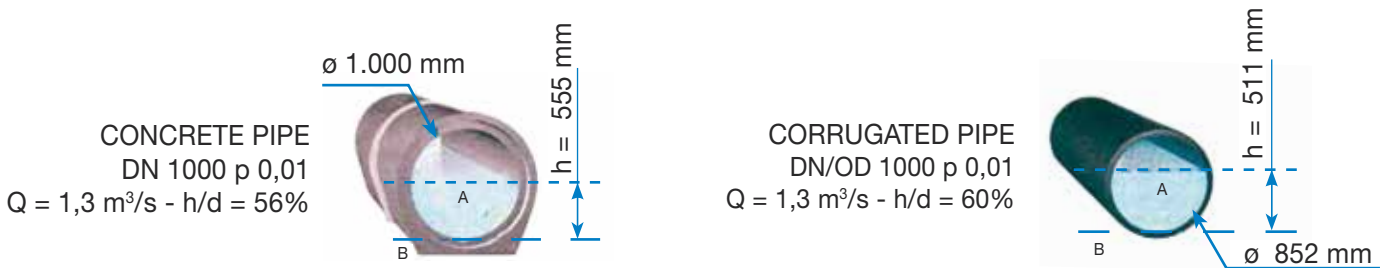 ø 1.000 mm
h = 555 mm
CONCRETE PIPE
DN 1000 p 0,01
Q = 1,3 m³/s - h/d = 56%
A
B
h = 511 mm
CORRUGATED PIPE
DN/OD 1000 p 0,01
Q = 1,3 m³/s - h/d = 60%
A
B
ø 852 mm